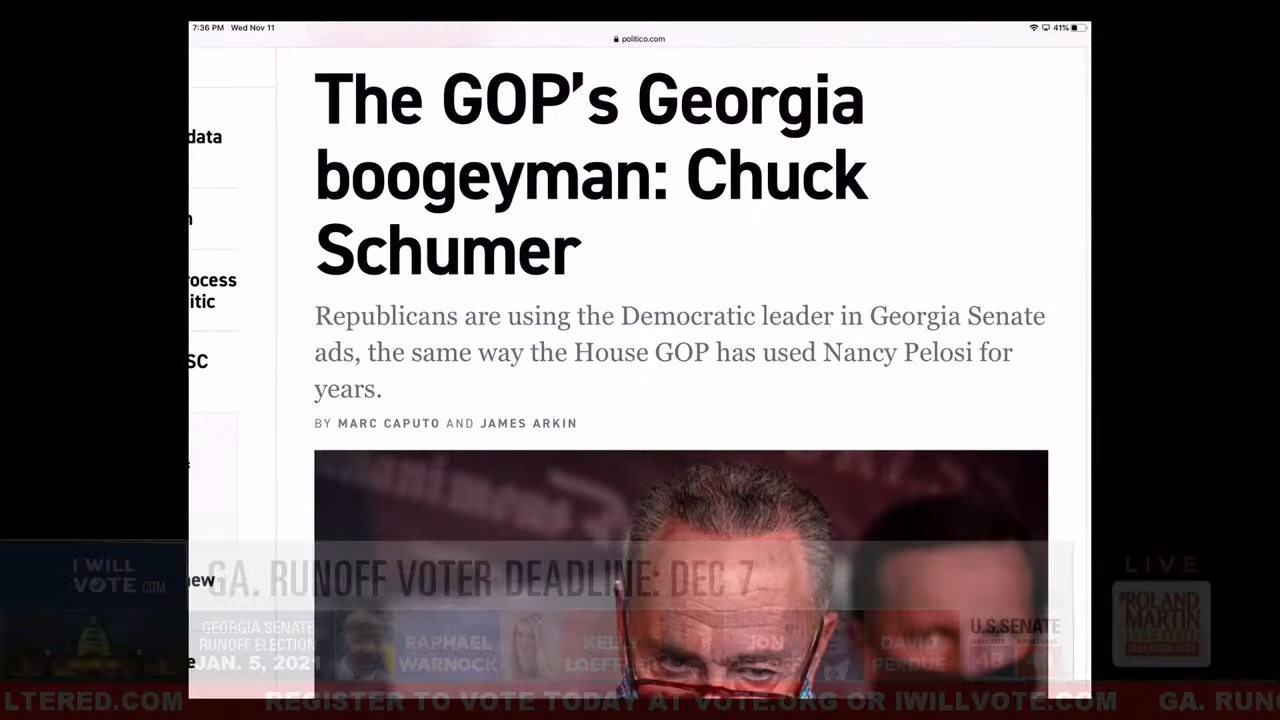 7:36 PM Wed Nov 11
41%
politico.com
The GOP's Georgia
boogeyman: Chuck
Schumer
Republicans are using the Democratic leader in Georgia Senate
ads, the same way the House GOP has used Nancy Pelosi for
years.
BY MARC CAPUTO AND JAMES ARKIN
data
rocess
itic
SC
new
I WILL
VOTE.COM
GA. RUNOFF VOTER DEADLINE: DEC 7
GEORGIA SENATE
RUNOFF ELECTION
JAN. 5, 2021
RAPHAEL
WARNOCK
KELLY
LOEFFLER
ON
DAVID
PERDUE
U.S. SENATE
LIVE
#ROLAND
MARTIN
UNFILTERED
LTERED.COM REGISTER TO VOTE TODAY AT VOTE.ORG OR IWILLVOTE.COM GA. RUN